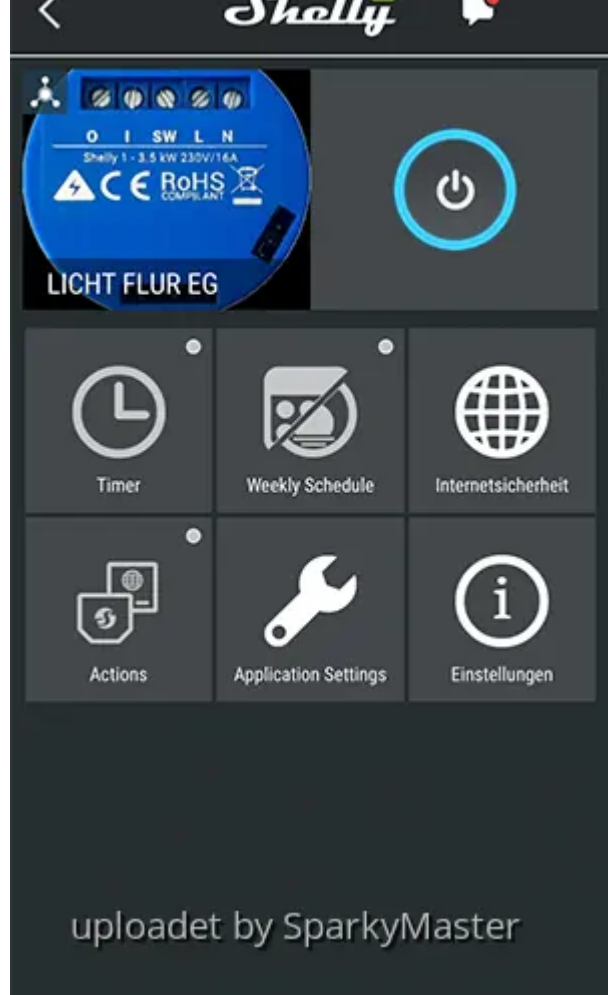 Shelly
O I SW L N
Shelly 1 - 3,5 kW 230V/16A
CE RoHS
COMPILANT
LICHT FLUR EG
Timer
Weekly Schedule
Internetsicherheit
Actions
Application Settings
Einstellungen
uploadet by SparkyMaster